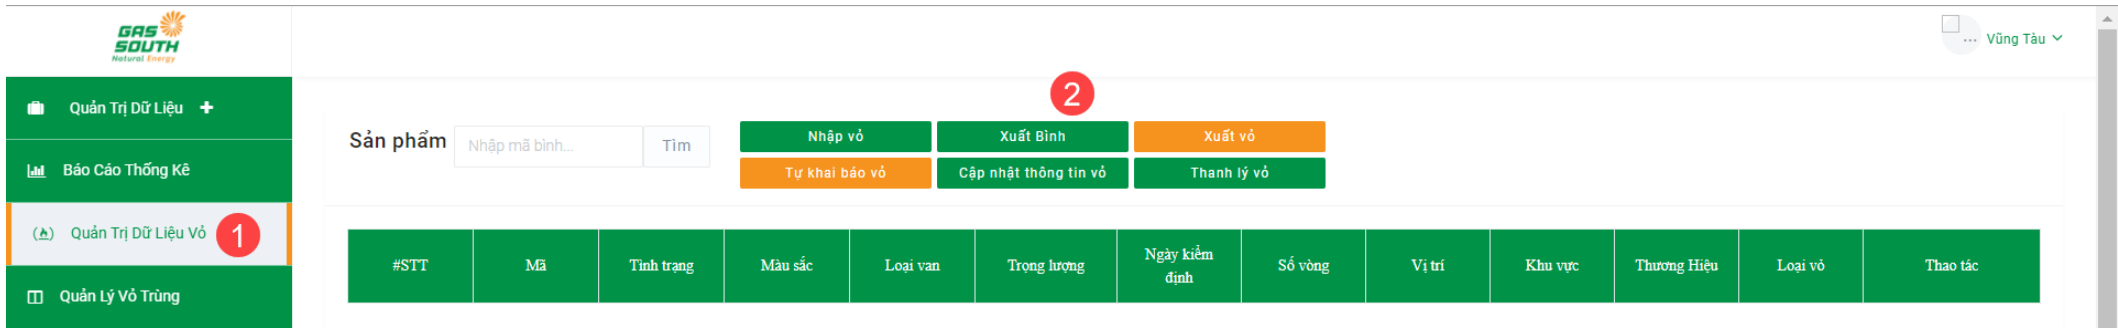 GAS
SOUTH
Natural Energy
... Vũng Tàu
Quản Trị Dữ Liệu +
Báo Cáo Thống Kê
Quản Trị Dữ Liệu Vỏ 1
Quản Lý Vỏ Trùng
2
Sản phẩm Nhập mã bình... Tìm
Nhập vỏ Xuất Bình Xuất vỏ
Tự khai báo vỏ Cập nhật thông tin vỏ Thanh lý vỏ
#STT Mã Tình trạng Màu sắc Loại van Trọng lượng Ngày kiểm định Số vòng Vị trí Khu vực Thương Hiệu Loại vỏ Thao tác